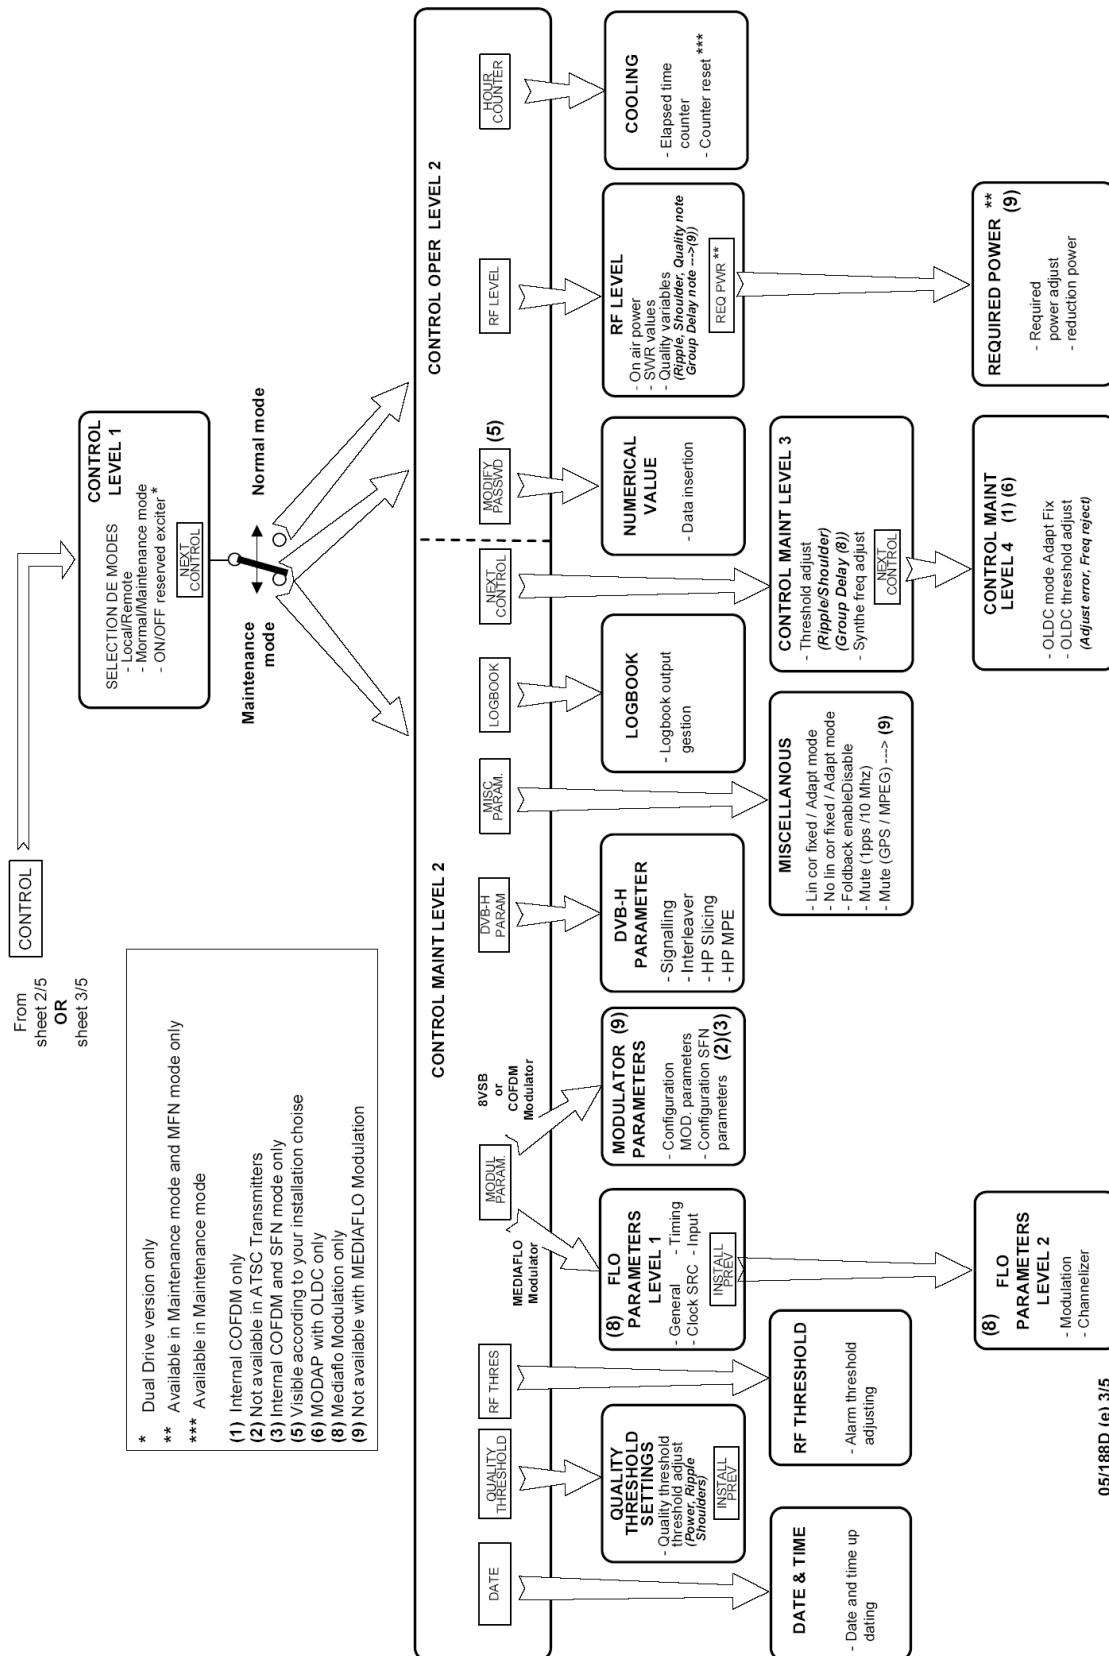 From
sheet 2/5
OR
sheet 3/5
CONTROL
* Dual Drive version only
** Available in Maintenance mode and MFN mode only
*** Available in Maintenance mode
(1) Internal COFDM only
(2) Not available in ATSC Transmitters
(3) Internal COFDM and SFN mode only
(5) Visible according to your installation choise
(6) MODAP with OLDC only
(8) Mediaflo Modulation only
(9) Not available with MEDIAFLO Modulation
CONTROL
LEVEL 1
SELECTION DE MODES
- Local/Remote
- Mormal/Maintenance mode
- ON/OFF reserved exciter *
NEXT
CONTROL
Maintenance
mode
Normal mode
CONTROL MAINT LEVEL 2
CONTROL OPER LEVEL 2
DATE
QUALITY
THRESHOLD
RF THRES
MODUL
PARAM.
MEDIAFLO
Modulator
8VSB
or
COFDM
Modulator
DVB-H
PARAM
MISC.
PARAM.
LOGBOOK
NEXT
CONTROL
MODIFY
PASSWD
(5)
RF LEVEL
HOUR
COUNTER
QUALITY
THRESHOLD
SETTINGS
- Quality threshold
threshold adjust
(Power, Ripple
Shoulders)
INSTALL
PREV
(8)
FLO
PARAMETERS
LEVEL 1
- General - Timing
- Clock SRC - Input
INSTALL
PREV
MODULATOR (9)
PARAMETERS
- Configuration
MOD. parameters
- Configuration SFN
parameters (2)(3)
DVB-H
PARAMETER
- Signalling
- Interleaver
- HP Slicing
- HP MPE
LOGBOOK
- Logbook output
gestion
NUMERICAL
VALUE
- Data insertion
RF LEVEL
- On air power
- SWR values
- Quality variables
(Ripple, Shoulder, Quality note
Group Delay note --->(9))
REQ PWR **
COOLING
- Elapsed time
counter
- Counter reset ***
DATE & TIME
- Date and time up
dating
RF THRESHOLD
- Alarm threshold
adjusting
MISCELLANOUS
- Lin cor fixed / Adapt mode
- No lin cor fixed / Adapt mode
- Foldback enableDisable
- Mute (1pps /10 Mhz)
- Mute (GPS / MPEG) ---> (9)
CONTROL MAINT LEVEL 3
- Threshold adjust
(Ripple/Shoulder)
(Group Delay (8))
- Synthe freq adjust
NEXT
CONTROL
(8)
FLO
PARAMETERS
LEVEL 2
- Modulation
- Channelizer
CONTROL MAINT
LEVEL 4 (1) (6)
- OLDC mode Adapt Fix
- OLDC threshold adjust
(Adjust error, Freq reject)
REQUIRED POWER **
(9)
- Required
power adjust
- reduction power
05/188D (e) 3/5